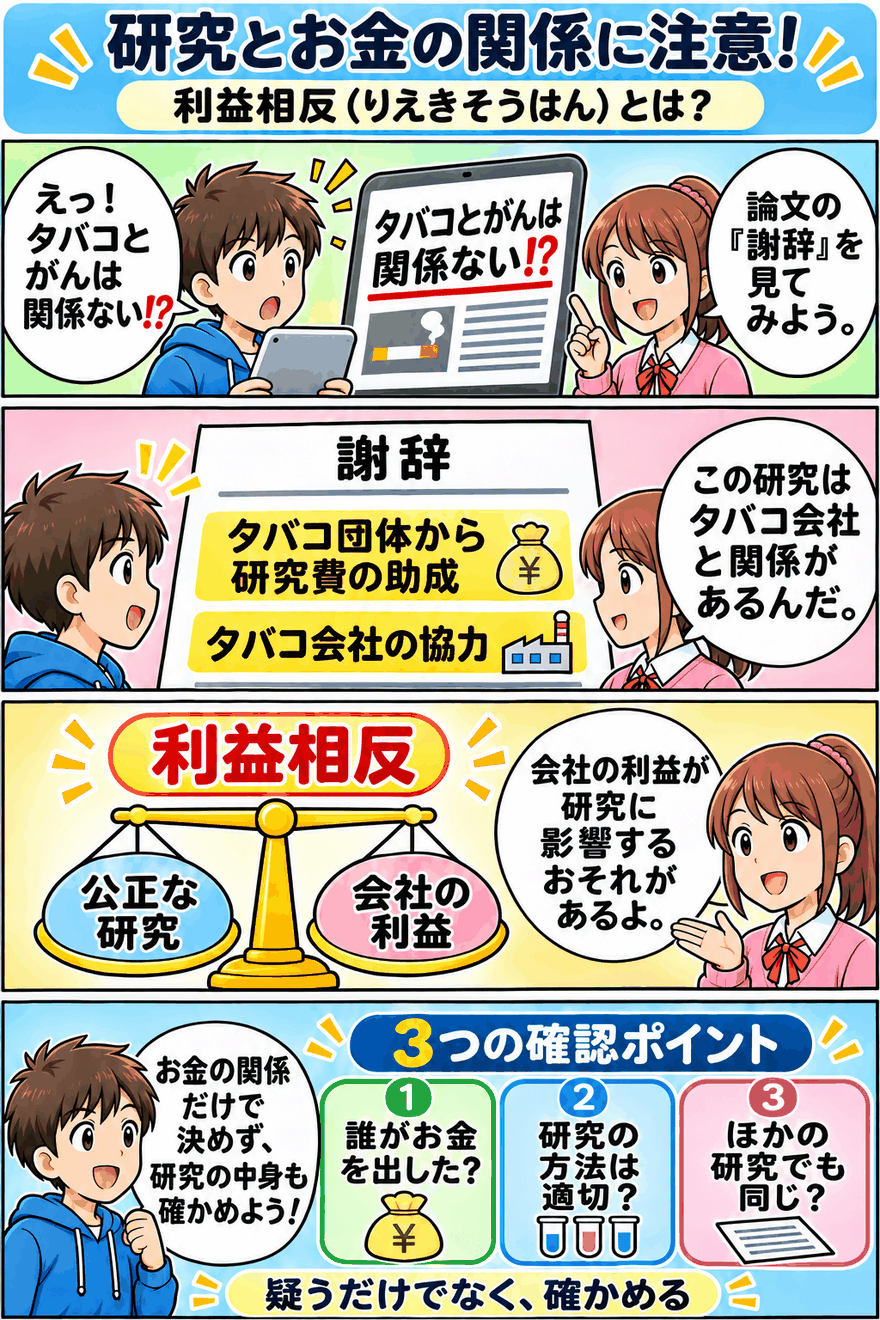 研究とお金の関係に注意!
利益相反(りえきそうはん)とは?
えっ!
タバコと
がんは
関係ない!?
タバコとがんは
関係ない!?
論文の
『謝辞』を
見て
みよう。
謝辞
タバコ団体から
研究費の助成
¥
タバコ会社の協力
この研究は
タバコ会社
と関係が
あるんだ。
利益相反
公正な
研究
会社の
利益
会社の利益が
研究に
影響する
おそれが
あるよ。
お金の関係
だけで
決めず、
研究の中身も
確かめよう!
3つの確認ポイント
1
誰がお金
を出した?
¥
2
研究の
方法は
適切?
3
ほかの
研究でも
同じ?
疑うだけでなく、確かめる